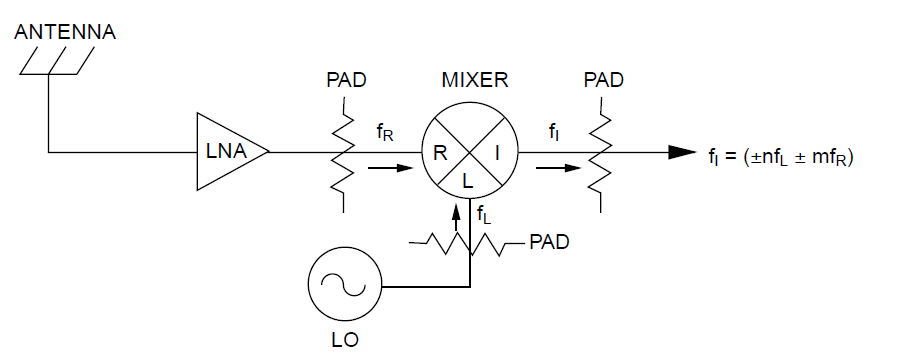 ANTENNA
PAD
MIXER
PAD
LNA
fR
R
I
L
fI
fI = (±nfL ± mfR)
fL
PAD
LO